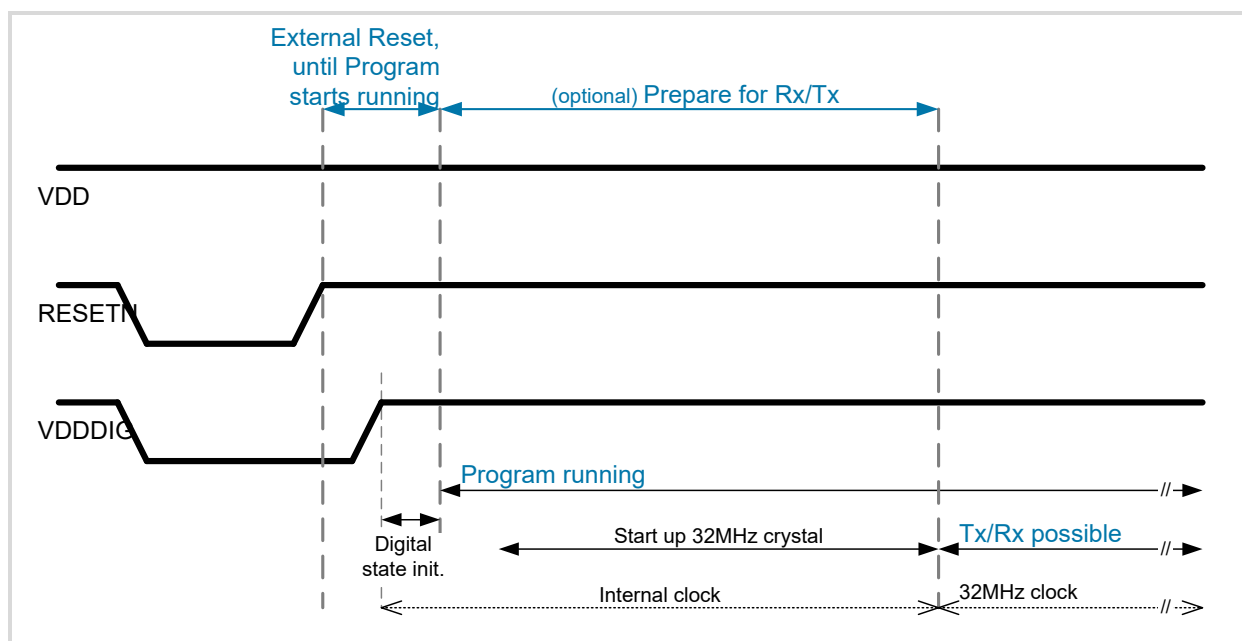 External Reset,
until Program
starts running
(optional) Prepare for Rx/Tx
VDD
RESETN
VDDDIG
Program running
Digital
state init.
Start up 32MHz crystal
Tx/Rx possible
Internal clock
32MHz clock